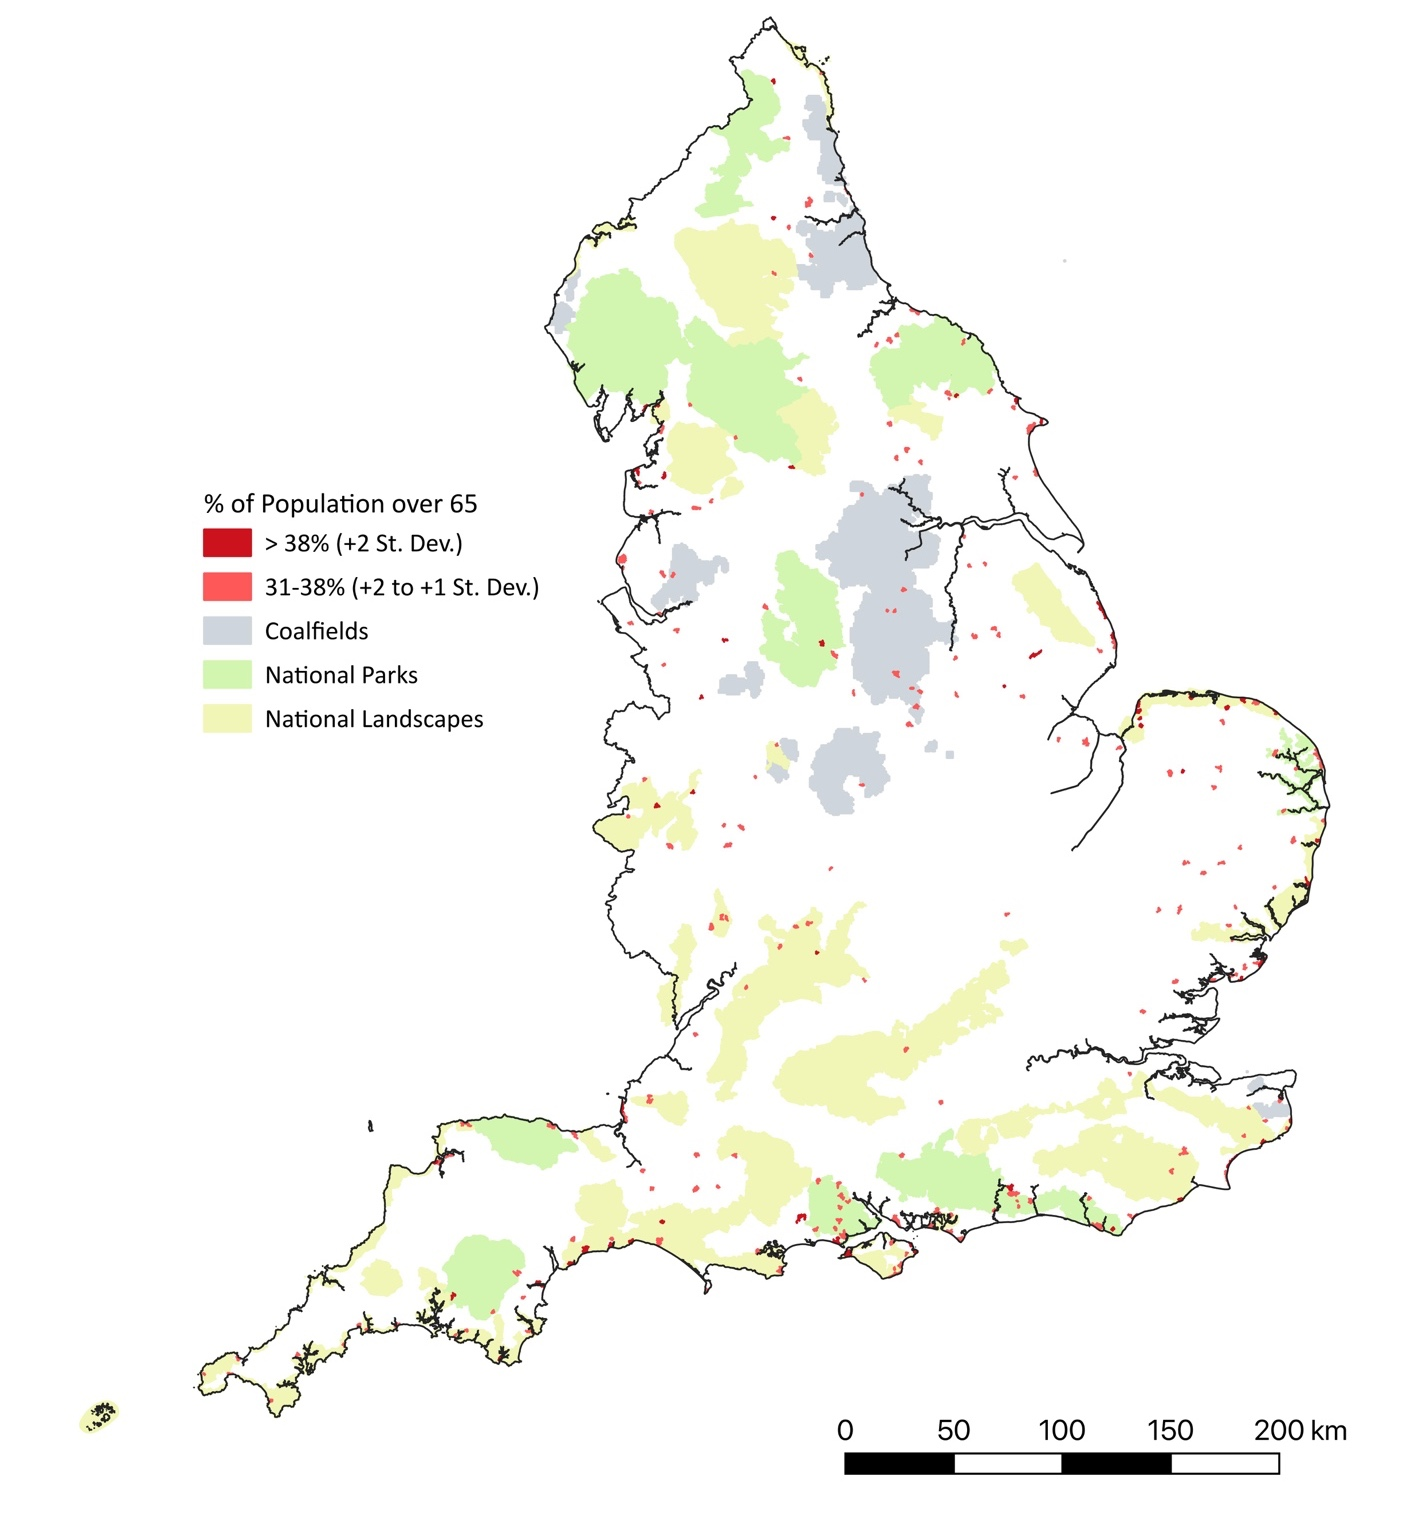 % of Population over 65
> 38% (+2 St. Dev.)
31-38% (+2 to +1 St. Dev.)
Coalfields
National Parks
National Landscapes
0 50 100 150 200 km